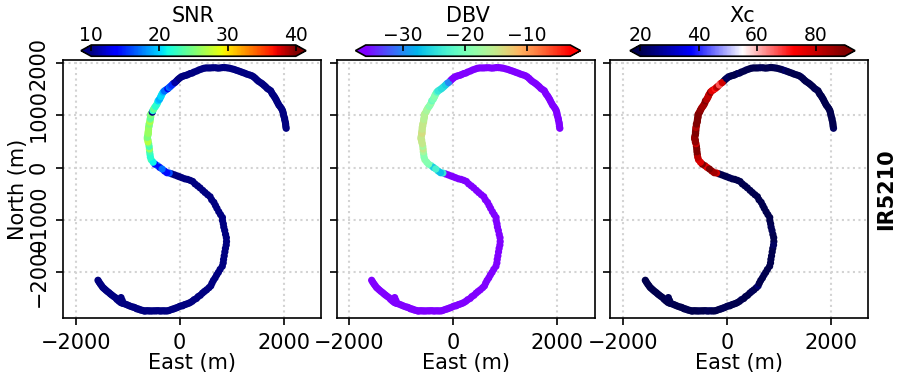 SNR DBV Xc
10 20 30 40 −30 −20 −10 20 40 60 80
North (m)
2000
1000
0
−1000
−2000
−2000 0 2000 −2000 0 2000 −2000 0 2000
East (m) East (m) East (m)
IR5210